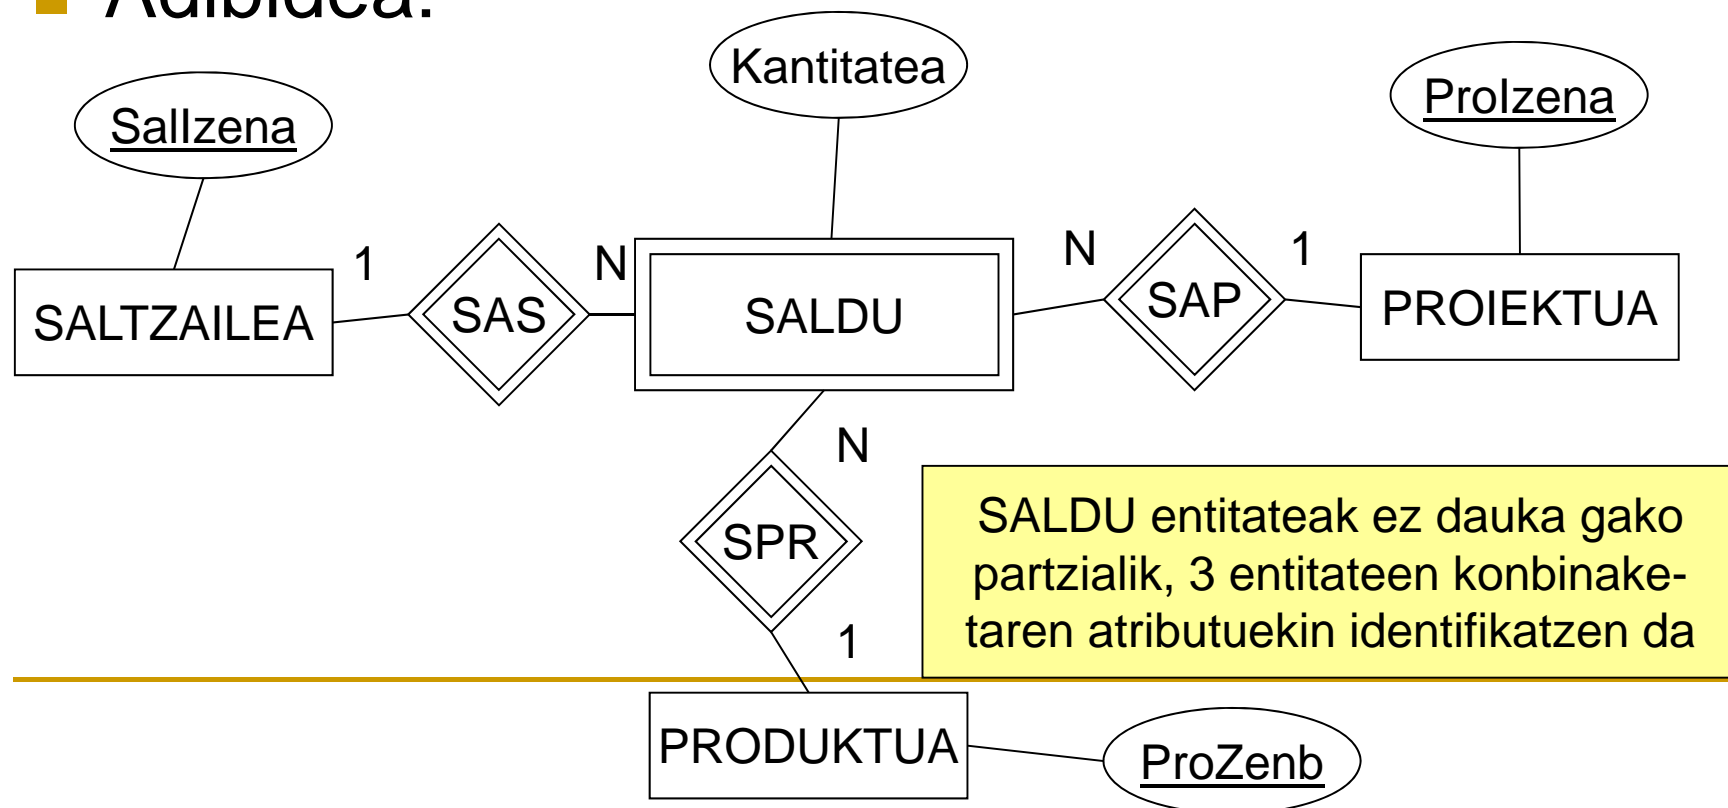 Adibidea:
Kantitatea
SalIzena
ProIzena
1
N
N
1
SALTZAILEA
SAS
SALDU
SAP
PROIEKTUA
N
SPR
SALDU entitateak ez dauka gako
partzialik, 3 entitateen konbinake-
taren atributuekin identifikatzen da
1
PRODUKTUA
ProZenb